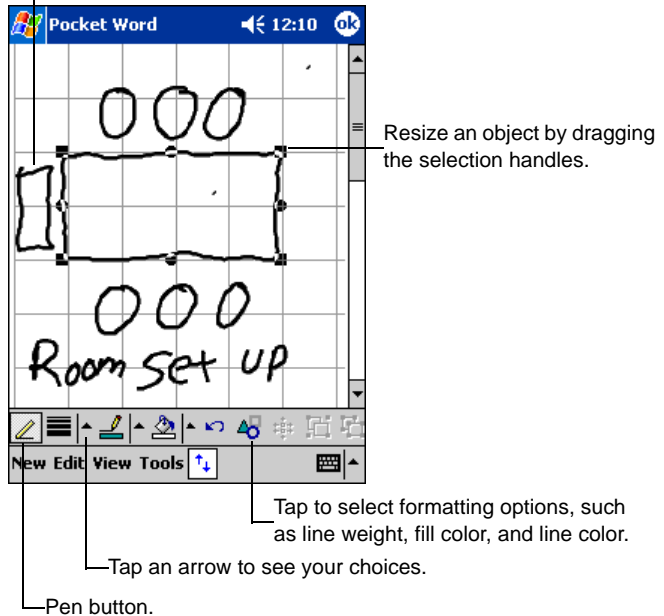 Pocket Word 12:10 ok
OOO
Resize an object by dragging
the selection handles.
OOO
Room set up
New Edit View Tools
Tap to select formatting options, such
as line weight, fill color, and line color.
Tap an arrow to see your choices.
Pen button.